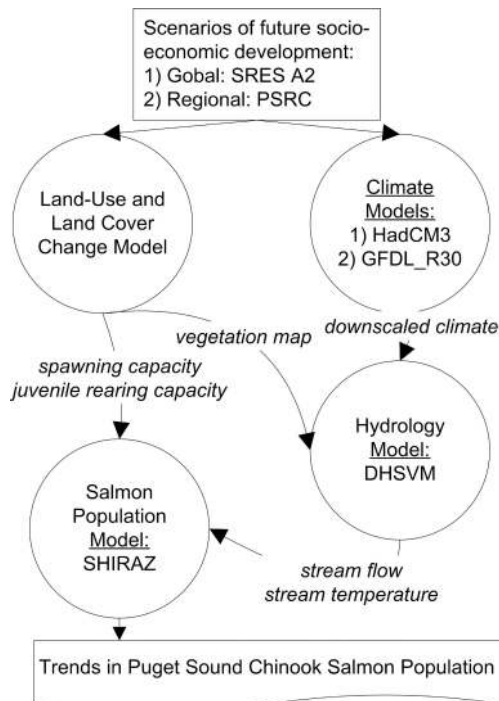 Scenarios of future socio-
economic development:
1) Gobal: SRES A2
2) Regional: PSRC
Land-Use and
Land Cover
Change Model
Climate
Models:
1) HadCM3
2) GFDL_R30
vegetation map
downscaled climate
spawning capacity
juvenile rearing capacity
Hydrology
Model:
DHSVM
Salmon
Population
Model:
SHIRAZ
stream flow
stream temperature
Trends in Puget Sound Chinook Salmon Population